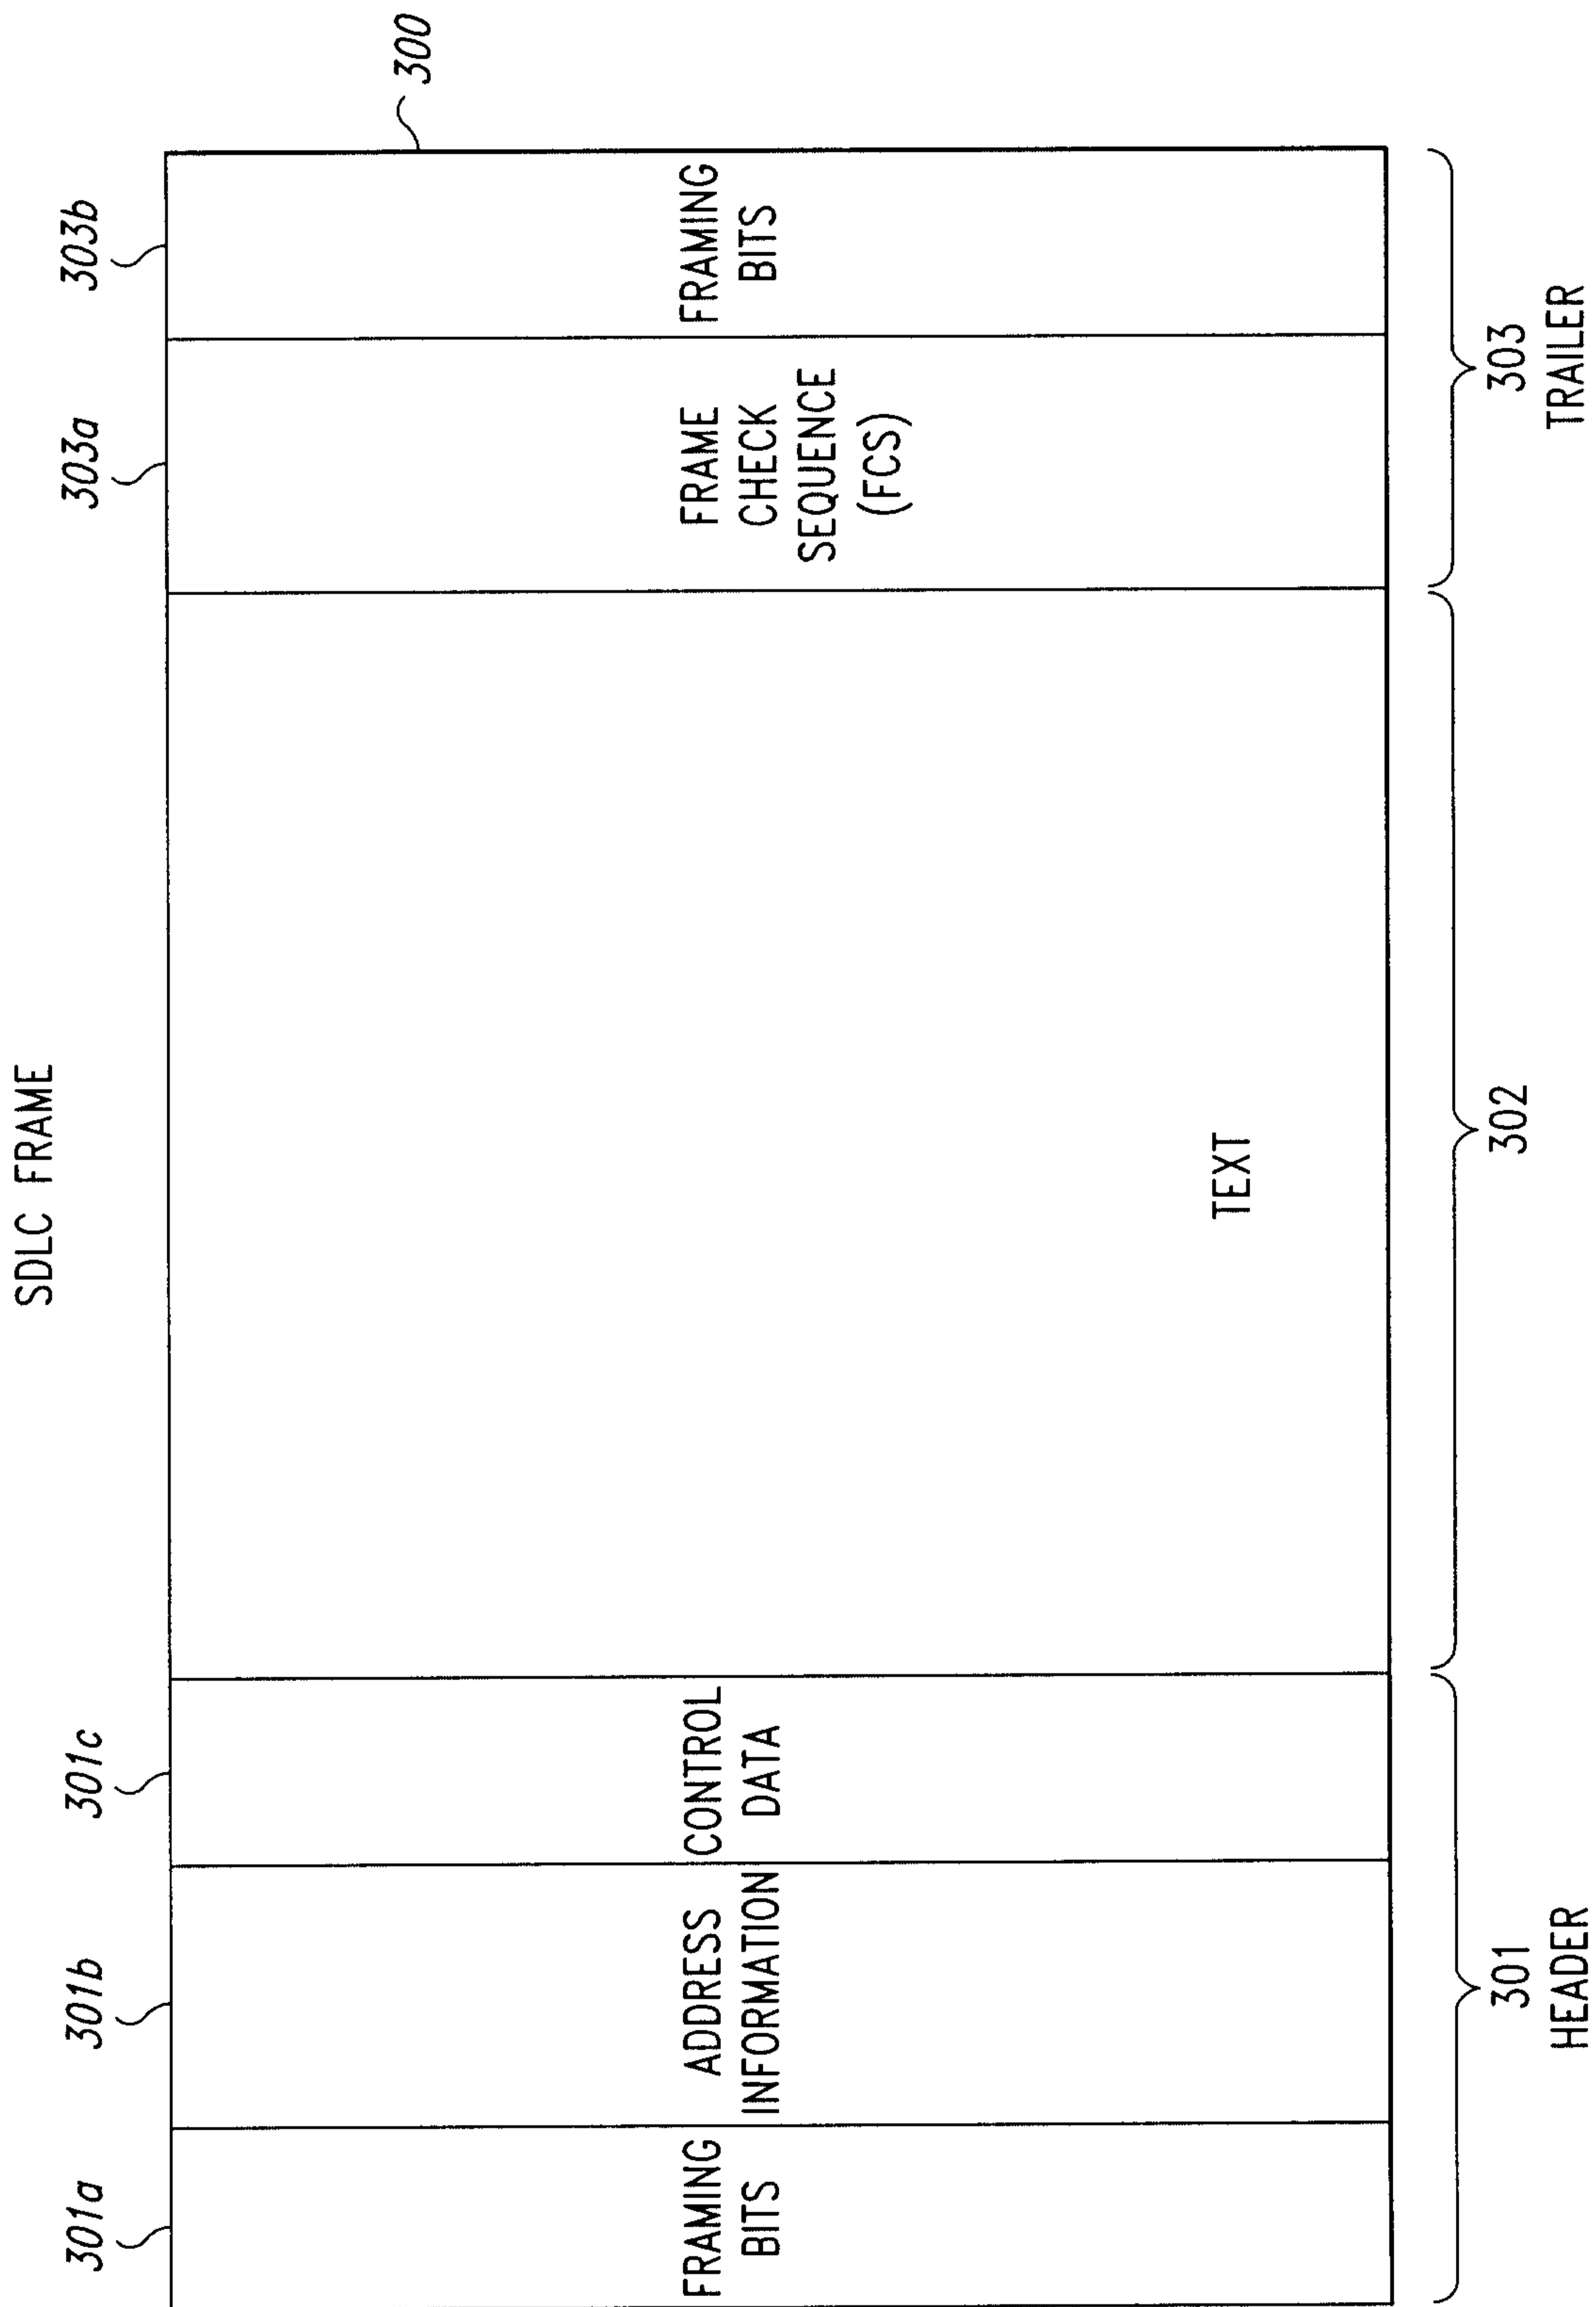 SDLC FRAME
301a
301b
301c
303a
303b
300
FRAMING
BITS
ADDRESS
INFORMATION
CONTROL
DATA
TEXT
FRAME
CHECK
SEQUENCE
(FCS)
FRAMING
BITS
301
HEADER
302
303
TRAILER